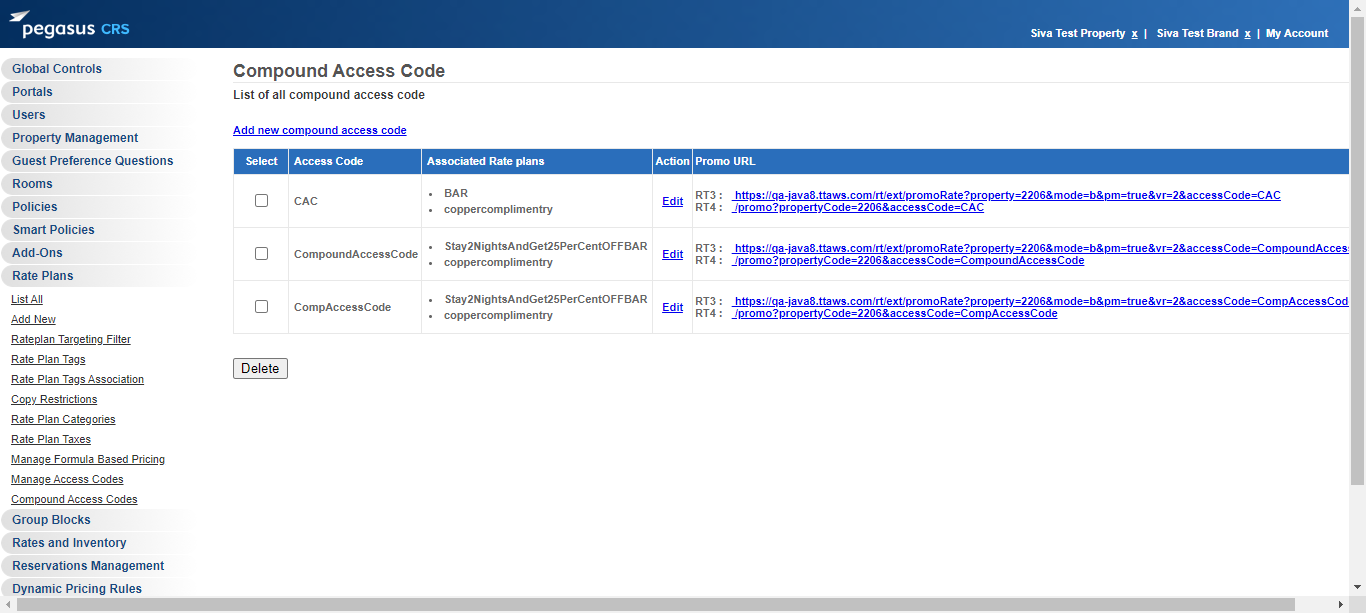 pegasus CRS
Siva Test Property x | Siva Test Brand x | My Account
Global Controls
Portals
Users
Property Management
Guest Preference Questions
Rooms
Policies
Smart Policies
Add-Ons
Rate Plans
List All
Add New
Rateplan Targeting Filter
Rate Plan Tags
Rate Plan Tags Association
Copy Restrictions
Rate Plan Categories
Rate Plan Taxes
Manage Formula Based Pricing
Manage Access Codes
Compound Access Codes
Group Blocks
Rates and Inventory
Reservations Management
Dynamic Pricing Rules
Compound Access Code
List of all compound access code
Add new compound access code
Select Access Code Associated Rate plans Action Promo URL
CAC
• BAR
• coppercomplimentry
Edit
RT3 : https://qa-java8.ttaws.com/rt/ext/promoRate?property=2206&mode=b&pm=true&vr=2&accessCode=CAC
RT4 : /promo?propertyCode=2206&accessCode=CAC
CompoundAccessCode
• Stay2NightsAndGet25PerCentOFFBAR
• coppercomplimentry
Edit
RT3 : https://qa-java8.ttaws.com/rt/ext/promoRate?property=2206&mode=b&pm=true&vr=2&accessCode=CompoundAcces
RT4 : /promo?propertyCode=2206&accessCode=CompoundAccessCode
CompAccessCode
• Stay2NightsAndGet25PerCentOFFBAR
• coppercomplimentry
Edit
RT3 : https://qa-java8.ttaws.com/rt/ext/promoRate?property=2206&mode=b&pm=true&vr=2&accessCode=CompAccessCod
RT4 : /promo?propertyCode=2206&accessCode=CompAccessCode
Delete